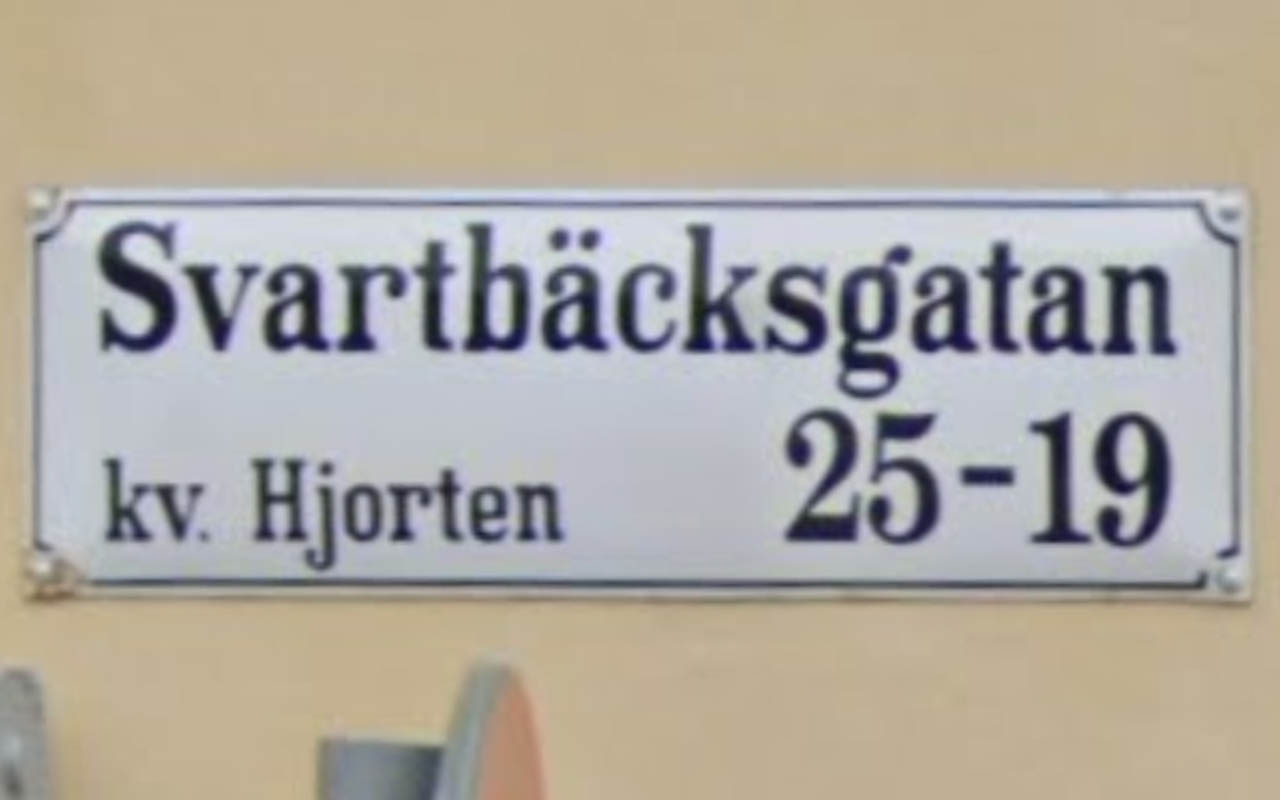 Svartbäcksgatan
kv. Hjorten 25-19